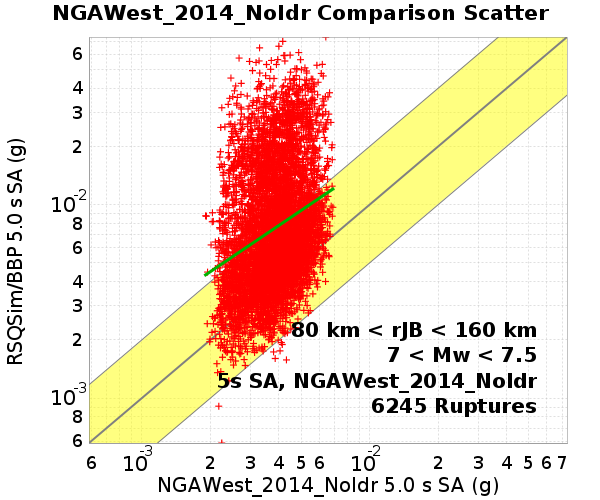 NGAWest_2014_NoIdr Comparison Scatter
RSQSim/BBP 5.0 s SA (g)
6
4
3
2
10-2
8
6
4
3
2
10-3
8
6
80 km < rJB < 160 km
7 < Mw < 7.5
5s SA, NGAWest_2014_NoIdr
6245 Ruptures
6 10-3 2 3 4 5 6 10-2 2 3 4 5 6 7
NGAWest_2014_NoIdr 5.0 s SA (g)